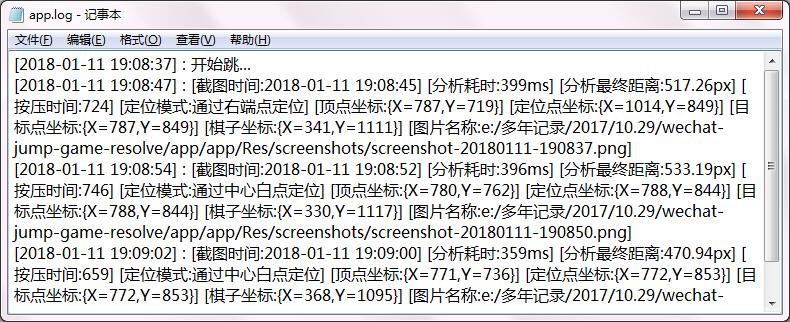 app.log - 记事本
文件(F) 编辑(E) 格式(O) 查看(V) 帮助(H)
[2018-01-11 19:08:37] : 开始跳...
[2018-01-11 19:08:47] : [截图时间:2018-01-11 19:08:45] [分析耗时:399ms] [分析最终距离:517.26px] [
按压时间:724] [定位模式:通过右端点定位] [顶点坐标:{X=787,Y=719}] [定位点坐标:{X=1014,Y=849}] [目
标点坐标:{X=787,Y=849}] [棋子坐标:{X=341,Y=1111}] [图片名称:e:/多年记录/2017/10.29/wechat-
jump-game-resolve/app/app/Res/screenshots/screenshot-20180111-190837.png]
[2018-01-11 19:08:54] : [截图时间:2018-01-11 19:08:52] [分析耗时:396ms] [分析最终距离:533.19px] [
按压时间:746] [定位模式:通过中心白点定位] [顶点坐标:{X=780,Y=762}] [定位点坐标:{X=788,Y=844}] [目
标点坐标:{X=788,Y=844}] [棋子坐标:{X=330,Y=1117}] [图片名称:e:/多年记录/2017/10.29/wechat-
jump-game-resolve/app/app/Res/screenshots/screenshot-20180111-190850.png]
[2018-01-11 19:09:02] : [截图时间:2018-01-11 19:09:00] [分析耗时:359ms] [分析最终距离:470.94px] [
按压时间:659] [定位模式:通过中心白点定位] [顶点坐标:{X=771,Y=736}] [定位点坐标:{X=772,Y=853}] [目
标点坐标:{X=772,Y=853}] [棋子坐标:{X=368,Y=1095}] [图片名称:e:/多年记录/2017/10.29/wechat-